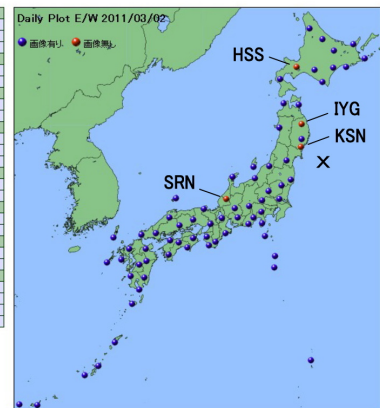 Daily Plot E/W 2011/03/02
画像有り. 画像無し.
HSS
IYG
KSN
X
SRN